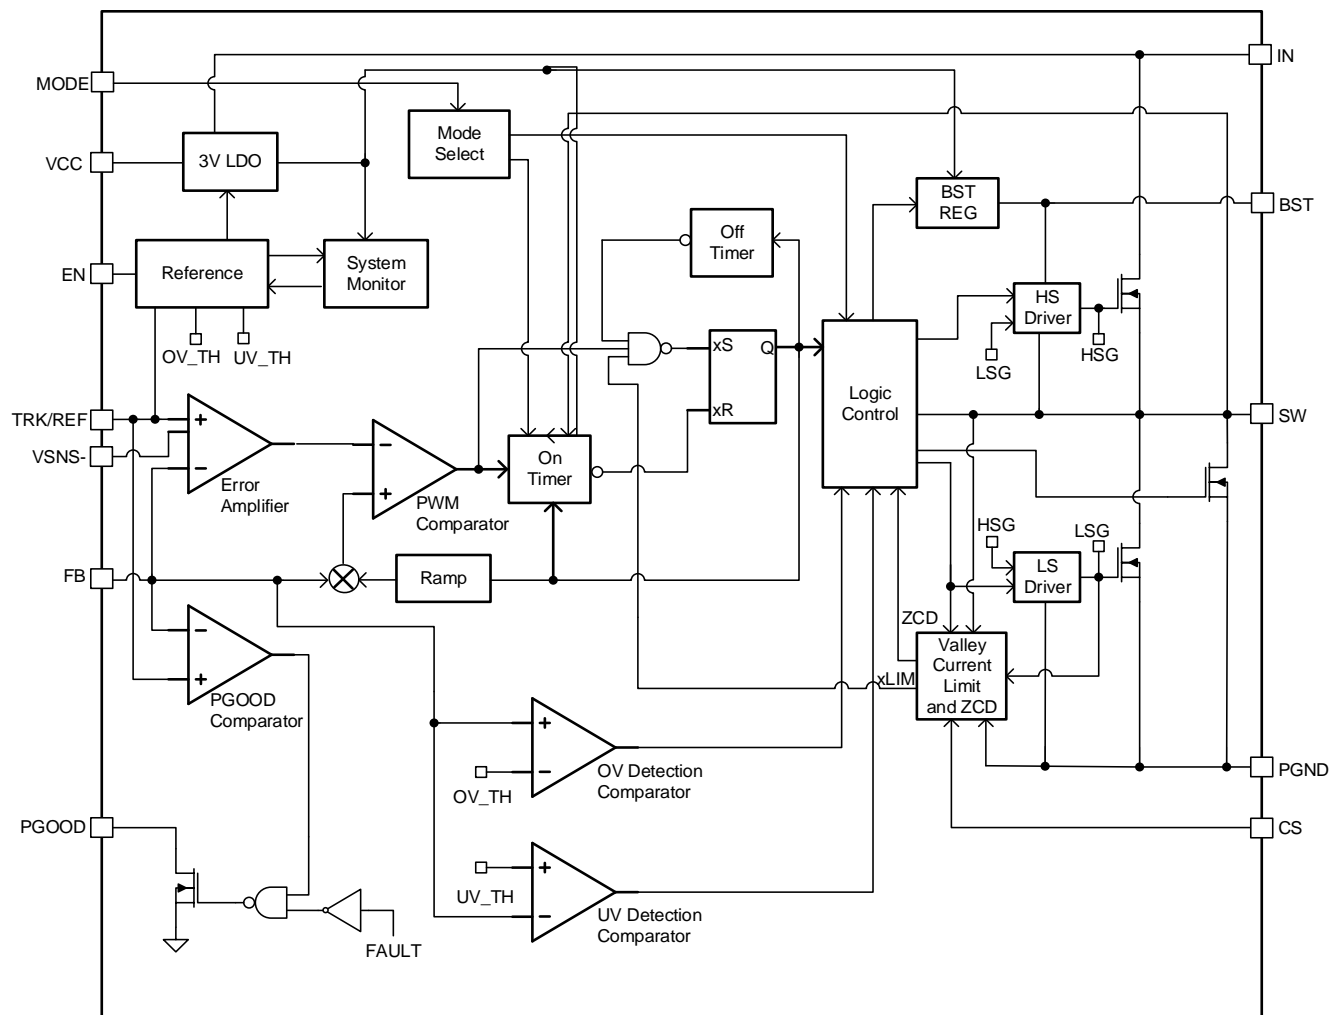 IN
MODE
Mode
Select
VCC
3V LDO
BST
REG
BST
Off
Timer
EN
Reference
System
Monitor
HS
Driver
OV_TH
UV_TH
LSG
HSG
xS
Q
xR
Logic
Control
TRK/REF
VSNS-
SW
+
−
Error
Amplifier
−
+
PWM
Comparator
On
Timer
HSG
LSG
FB
Ramp
LS
Driver
ZCD
xLIM
Valley
Current
Limit
and ZCD
−
+
PGOOD
Comparator
+
−
OV_TH
OV Detection
Comparator
PGND
PGOOD
CS
+
−
UV_TH
UV Detection
Comparator
FAULT